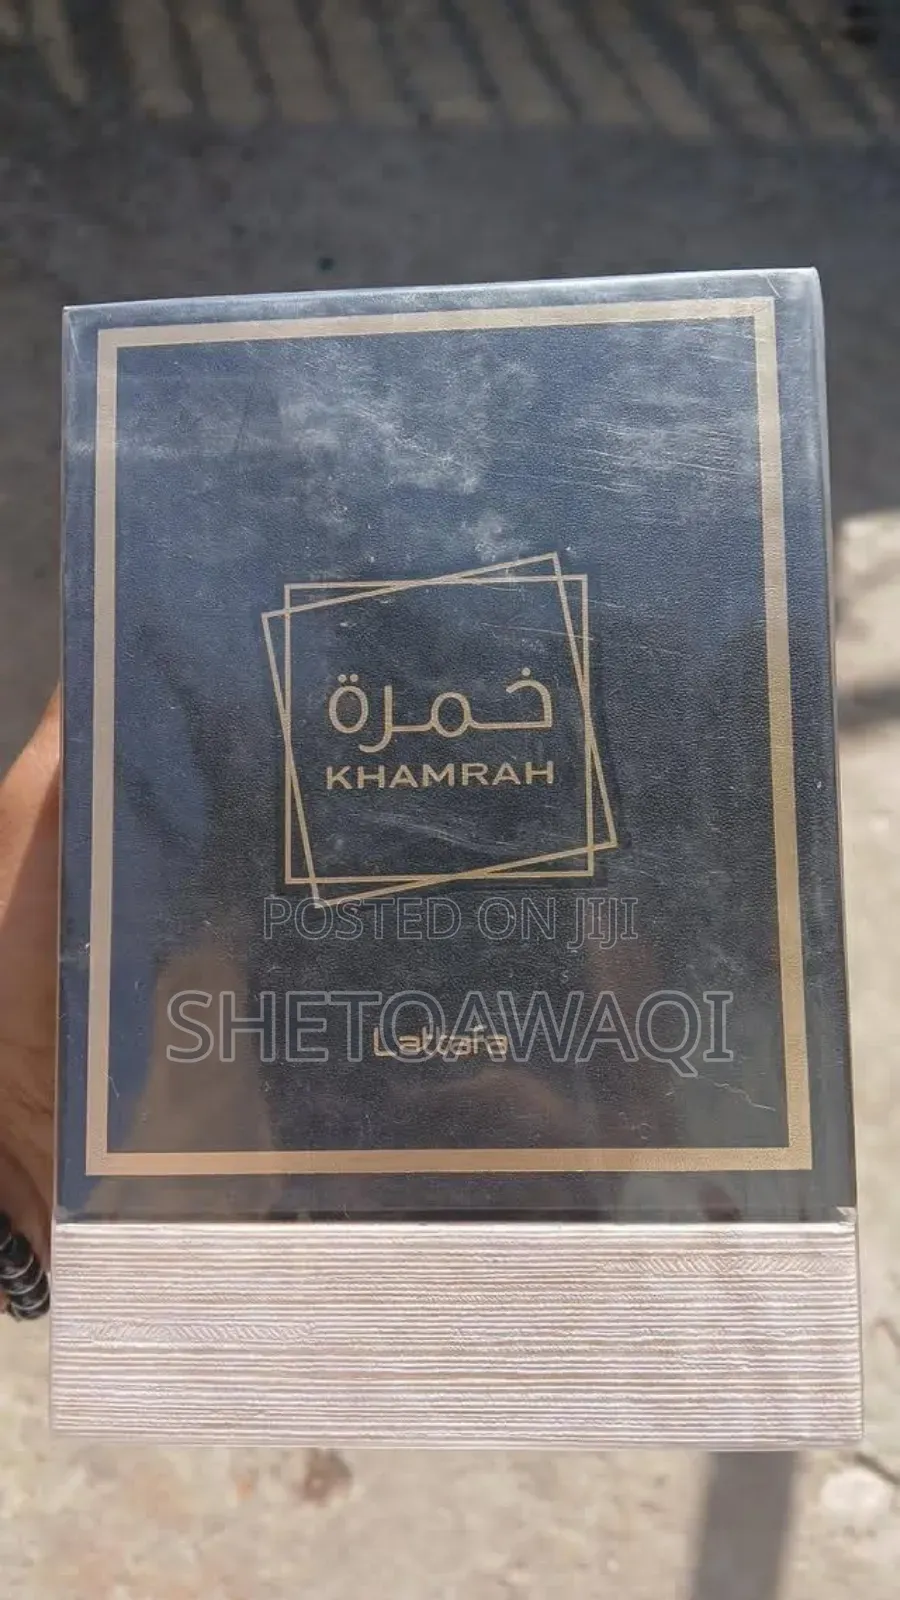 خمرة
KHAMRAH
POSTED ON JIJI
SHETOAWAQI
Lattafa